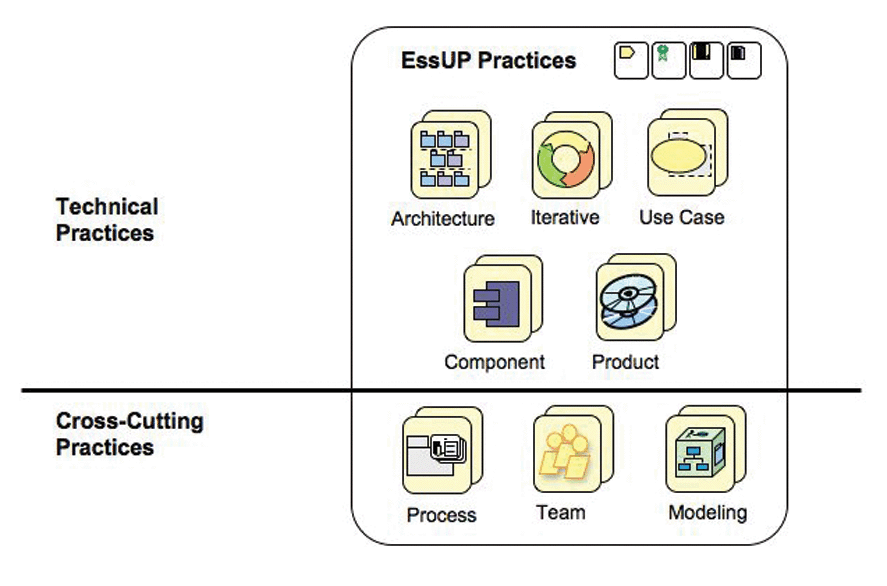 EssUP Practices
Architecture
Iterative
Use Case
Technical
Practices
Component
Product
Cross-Cutting
Practices
Process
Team
Modeling